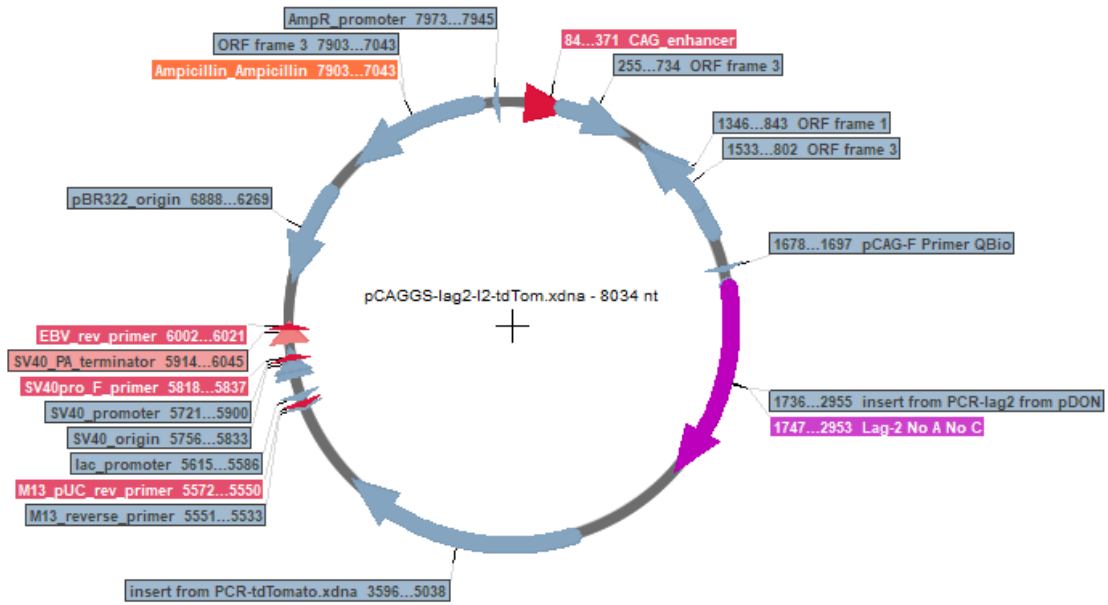 AmpR_promoter 7973...7945
ORF frame 3 7903...7043
Ampicillin_Ampicillin 7903...7043
84...371 CAG_enhancer
255...734 ORF frame 3
1346...843 ORF frame 1
1533...802 ORF frame 3
pBR322_origin 6888...6269
1678...1697 pCAG-F Primer QBio
pCAGGS-lag2-I2-tdTom.xdna - 8034 nt
EBV_rev_primer 6002...6021
SV40_PA_terminator 5914...6045
SV40pro_F_primer 5818...5837
SV40_promoter 5721...5900
SV40_origin 5756...5833
lac_promoter 5615...5586
M13_pUC_rev_primer 5572...5550
M13_reverse_primer 5551...5533
1736...2955 insert from PCR-lag2 from pDON
1747...2953 Lag-2 No A No C
insert from PCR-tdTomato.xdna 3596...5038